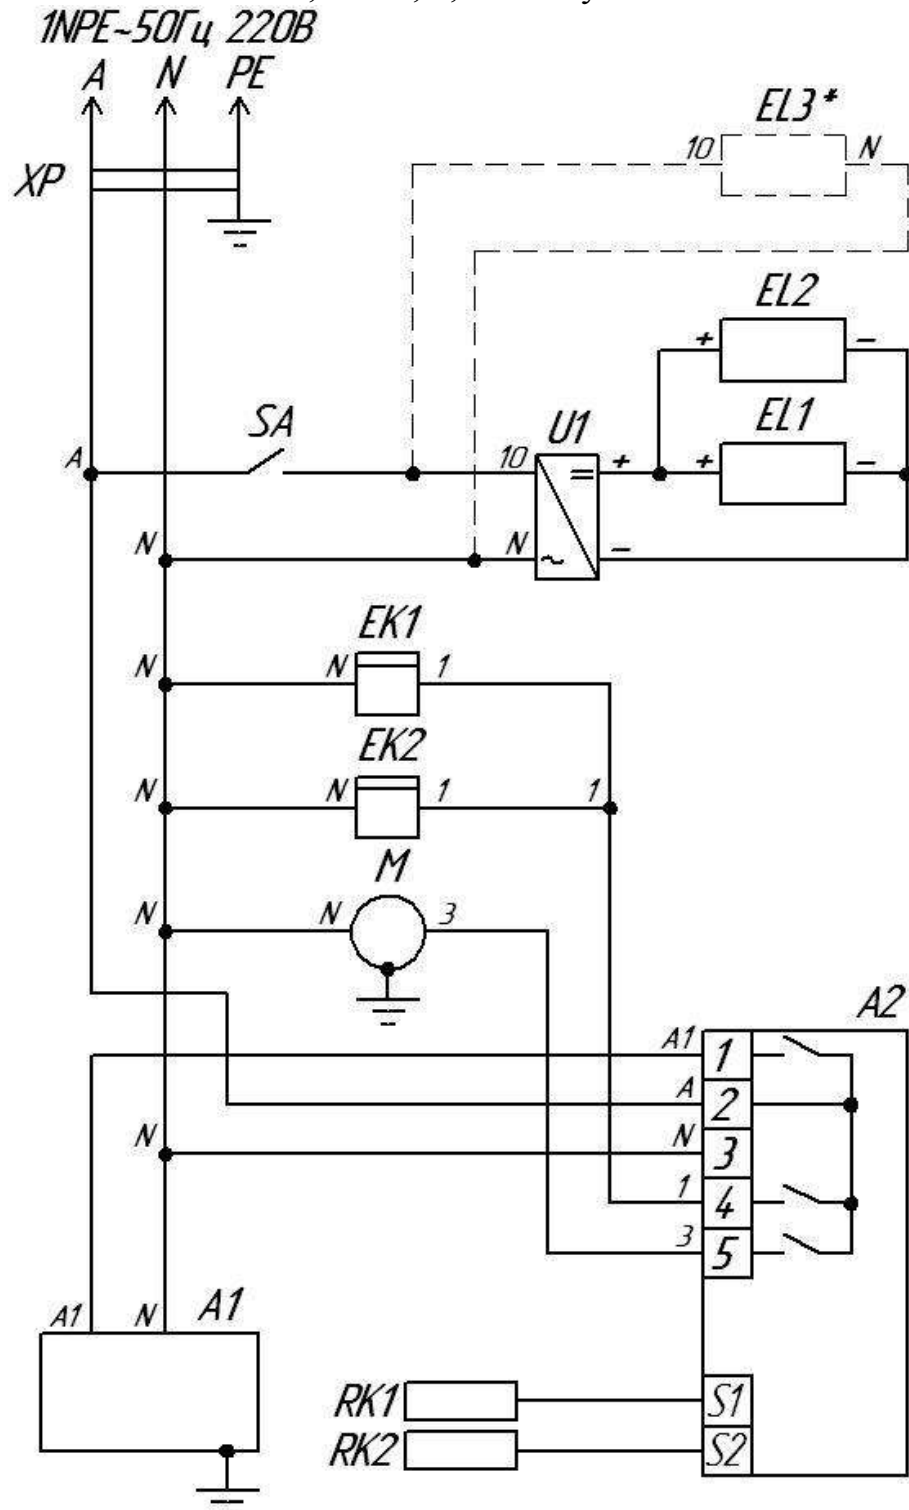 1NPE~50Гц 220В
A N PE
EL3*
10 N
XP
EL2
+ −
SA
U1
EL1
A
10 + + −
N
N ~ −
=
EK1
N N 1
EK2
N N 1 1
M
N N 3
A2
A1 1
A 2
N N 3
1 4
3 5
A1 N A1
RK1 S1
RK2 S2